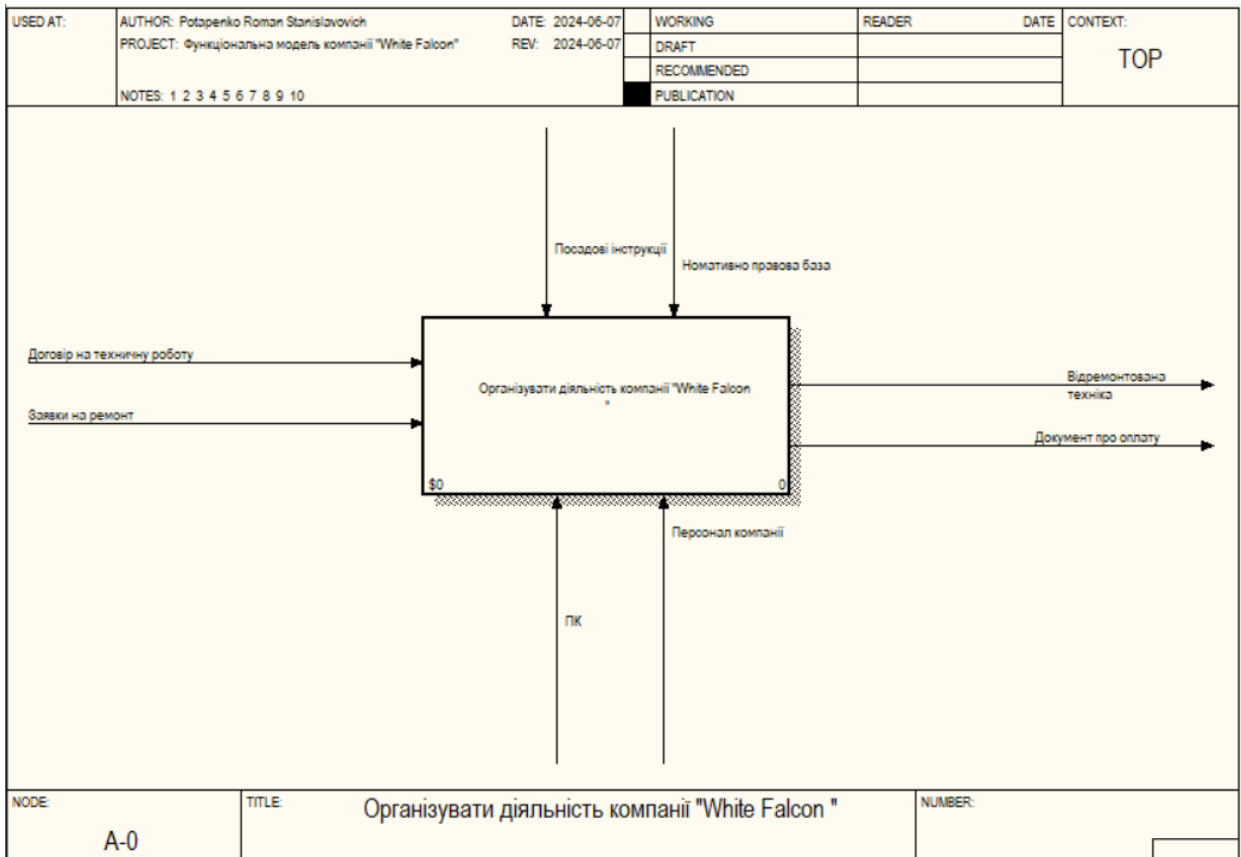 USED AT:
AUTHOR: Potapenko Roman Stanislavovich
DATE: 2024-06-07
WORKING
READER
DATE
CONTEXT:
PROJECT: Функціональна модель компанії "White Falcon"
REV: 2024-06-07
DRAFT
TOP
RECOMMENDED
NOTES: 1 2 3 4 5 6 7 8 9 10
PUBLICATION
Посадові інструкції
Номативно правова база
Договір на техничну роботу
Заявки на ремонт
Організувати діяльність компанії "White Falcon
"
$0
0
Відремонтована
техніка
Документ про оплату
Персонал компанії
ПК
NODE:
A-0
TITLE:
Організувати діяльність компанії "White Falcon "
NUMBER: